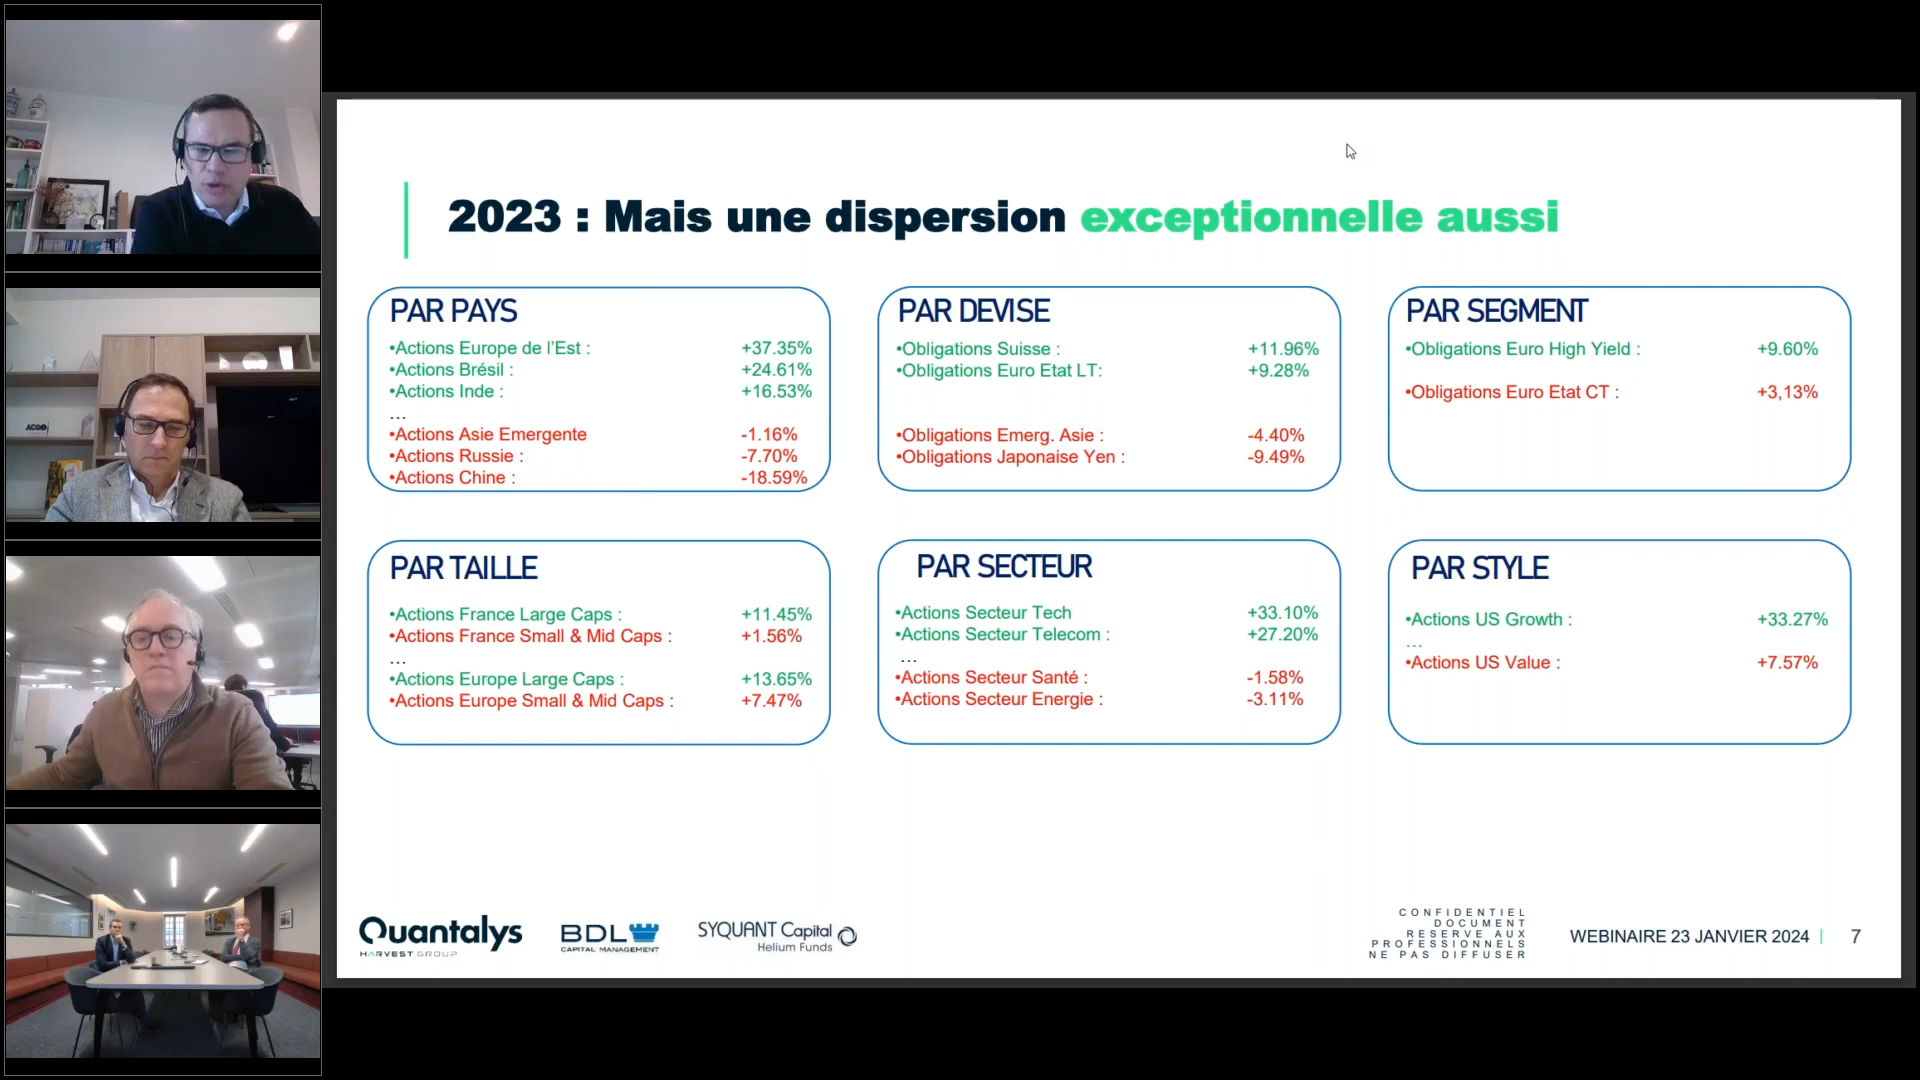 2023 : Mais une dispersion exceptionnelle aussi
PAR PAYS
•Actions Europe de l'Est : +37.35%
•Actions Brésil : +24.61%
•Actions Inde : +16.53%
...
•Actions Asie Emergente -1.16%
•Actions Russie : -7.70%
•Actions Chine : -18.59%
PAR DEVISE
•Obligations Suisse : +11.96%
•Obligations Euro Etat LT: +9.28%
•Obligations Emerg. Asie : -4.40%
•Obligations Japonaise Yen : -9.49%
PAR SEGMENT
•Obligations Euro High Yield : +9.60%
•Obligations Euro Etat CT : +3,13%
PAR TAILLE
•Actions France Large Caps : +11.45%
•Actions France Small & Mid Caps : +1.56%
...
•Actions Europe Large Caps : +13.65%
•Actions Europe Small & Mid Caps : +7.47%
PAR SECTEUR
•Actions Secteur Tech +33.10%
•Actions Secteur Telecom : +27.20%
...
•Actions Secteur Santé : -1.58%
•Actions Secteur Energie : -3.11%
PAR STYLE
•Actions US Growth : +33.27%
...
•Actions US Value : +7.57%
Quantalys
HARVEST GROUP
BDL
CAPITAL MANAGEMENT
SYQUANT Capital
Helium Funds
CONFIDENTIEL
DOCUMENT
RESERVE AUX
PROFESSIONNELS
NE PAS DIFFUSER
WEBINAIRE 23 JANVIER 2024 | 7